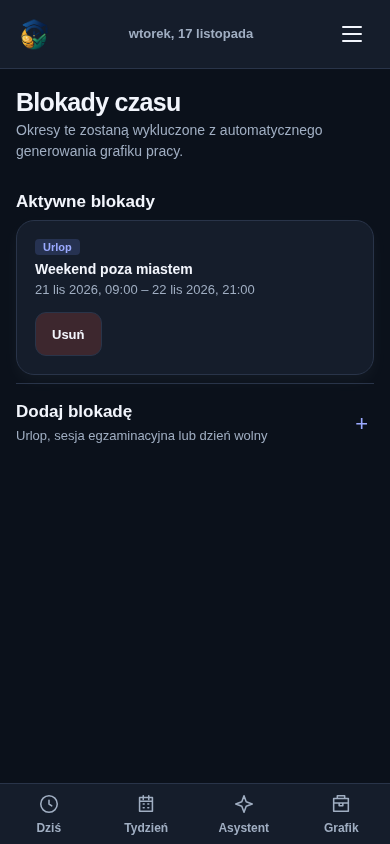 wtorek, 17 listopada
Blokady czasu
Okresy te zostaną wykluczone z automatycznego
generowania grafiku pracy.
Aktywne blokady
Urlop
Weekend poza miastem
21 lis 2026, 09:00 – 22 lis 2026, 21:00
Usuń
Dodaj blokadę
+
Urlop, sesja egzaminacyjna lub dzień wolny
Dziś
Tydzień
Asystent
Grafik